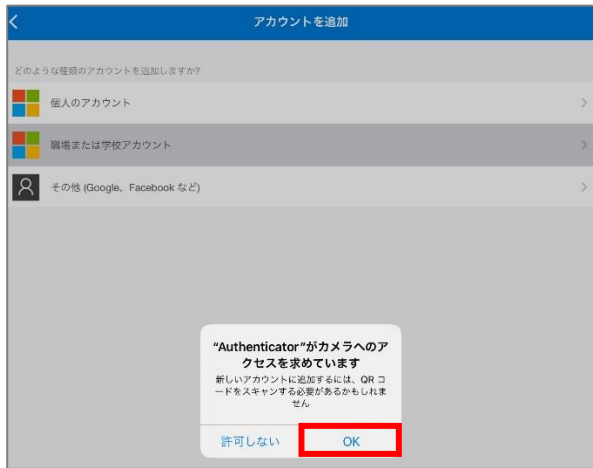 アカウントを追加
どのような種類のアカウントを追加しますか?
個人のアカウント
職場または学校アカウント
その他 (Google、Facebook など)
"Authenticator"がカメラへのア
クセスを求めています
新しいアカウントに追加するには、QR コ
ードをスキャンする必要があるかもしれま
せん
許可しない
OK